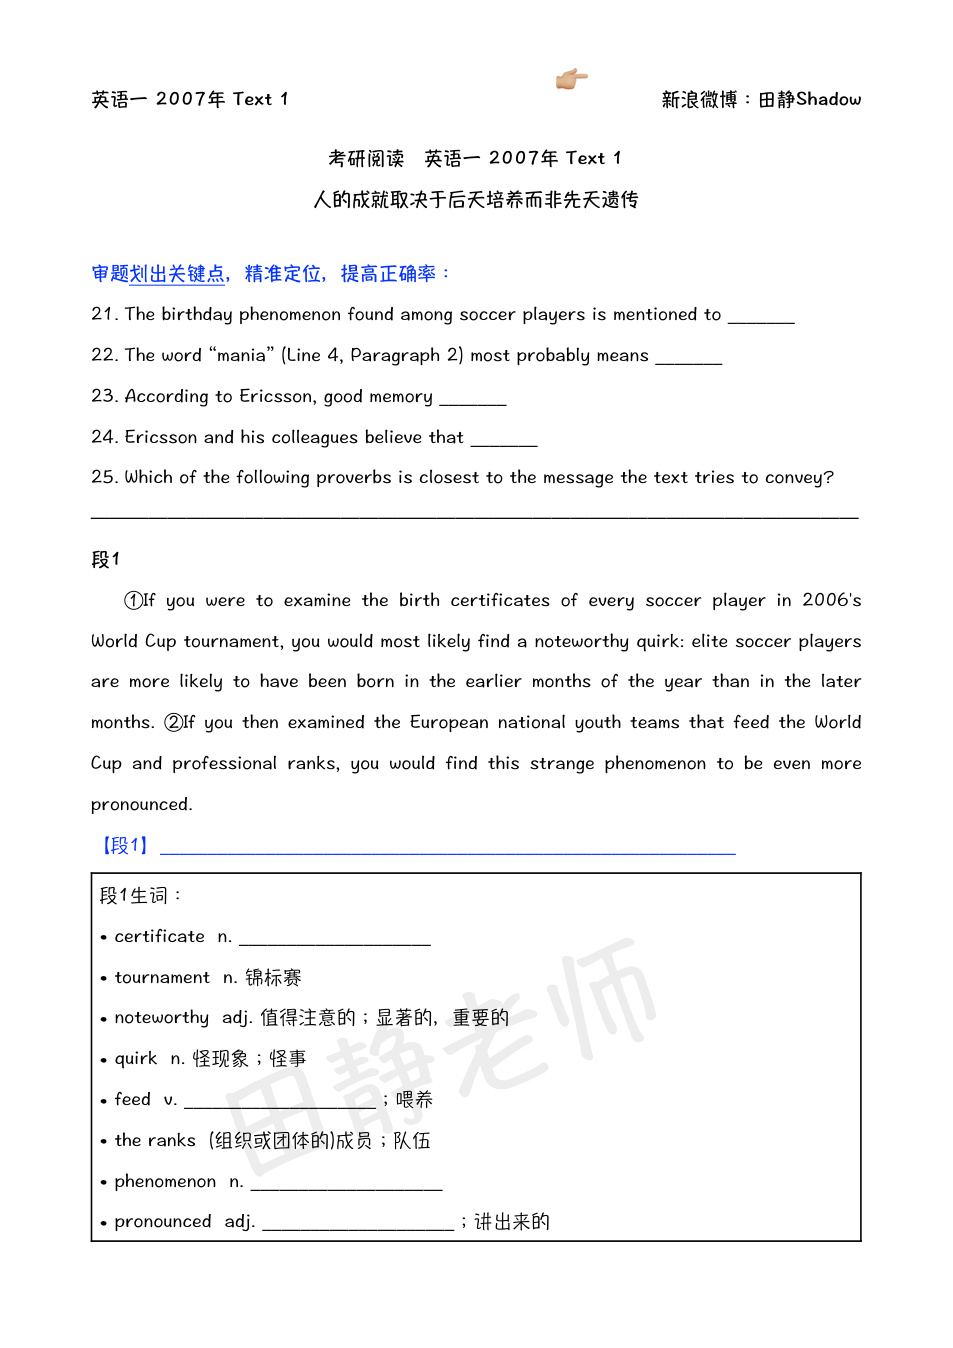 英语一 2007年 Text 1
新浪微博：田静Shadow
考研阅读 英语一 2007年 Text 1
人的成就取决于后天培养而非先天遗传
审题划出关键点，精准定位，提高正确率：
21. The birthday phenomenon found among soccer players is mentioned to _______
22. The word “mania” (Line 4, Paragraph 2) most probably means _______
23. According to Ericsson, good memory _______
24. Ericsson and his colleagues believe that _______
25. Which of the following proverbs is closest to the message the text tries to convey?
段1
①If you were to examine the birth certificates of every soccer player in 2006's
World Cup tournament, you would most likely find a noteworthy quirk: elite soccer players
are more likely to have been born in the earlier months of the year than in the later
months. ②If you then examined the European national youth teams that feed the World
Cup and professional ranks, you would find this strange phenomenon to be even more
pronounced.
【段1】____________________________________________________________
段1生词：
• certificate n. ____________________
• tournament n. 锦标赛
• noteworthy adj. 值得注意的；显著的，重要的
• quirk n. 怪现象；怪事
• feed v. ____________________；喂养
• the ranks (组织或团体的)成员；队伍
• phenomenon n. ____________________
• pronounced adj. ____________________；讲出来的
田静老师